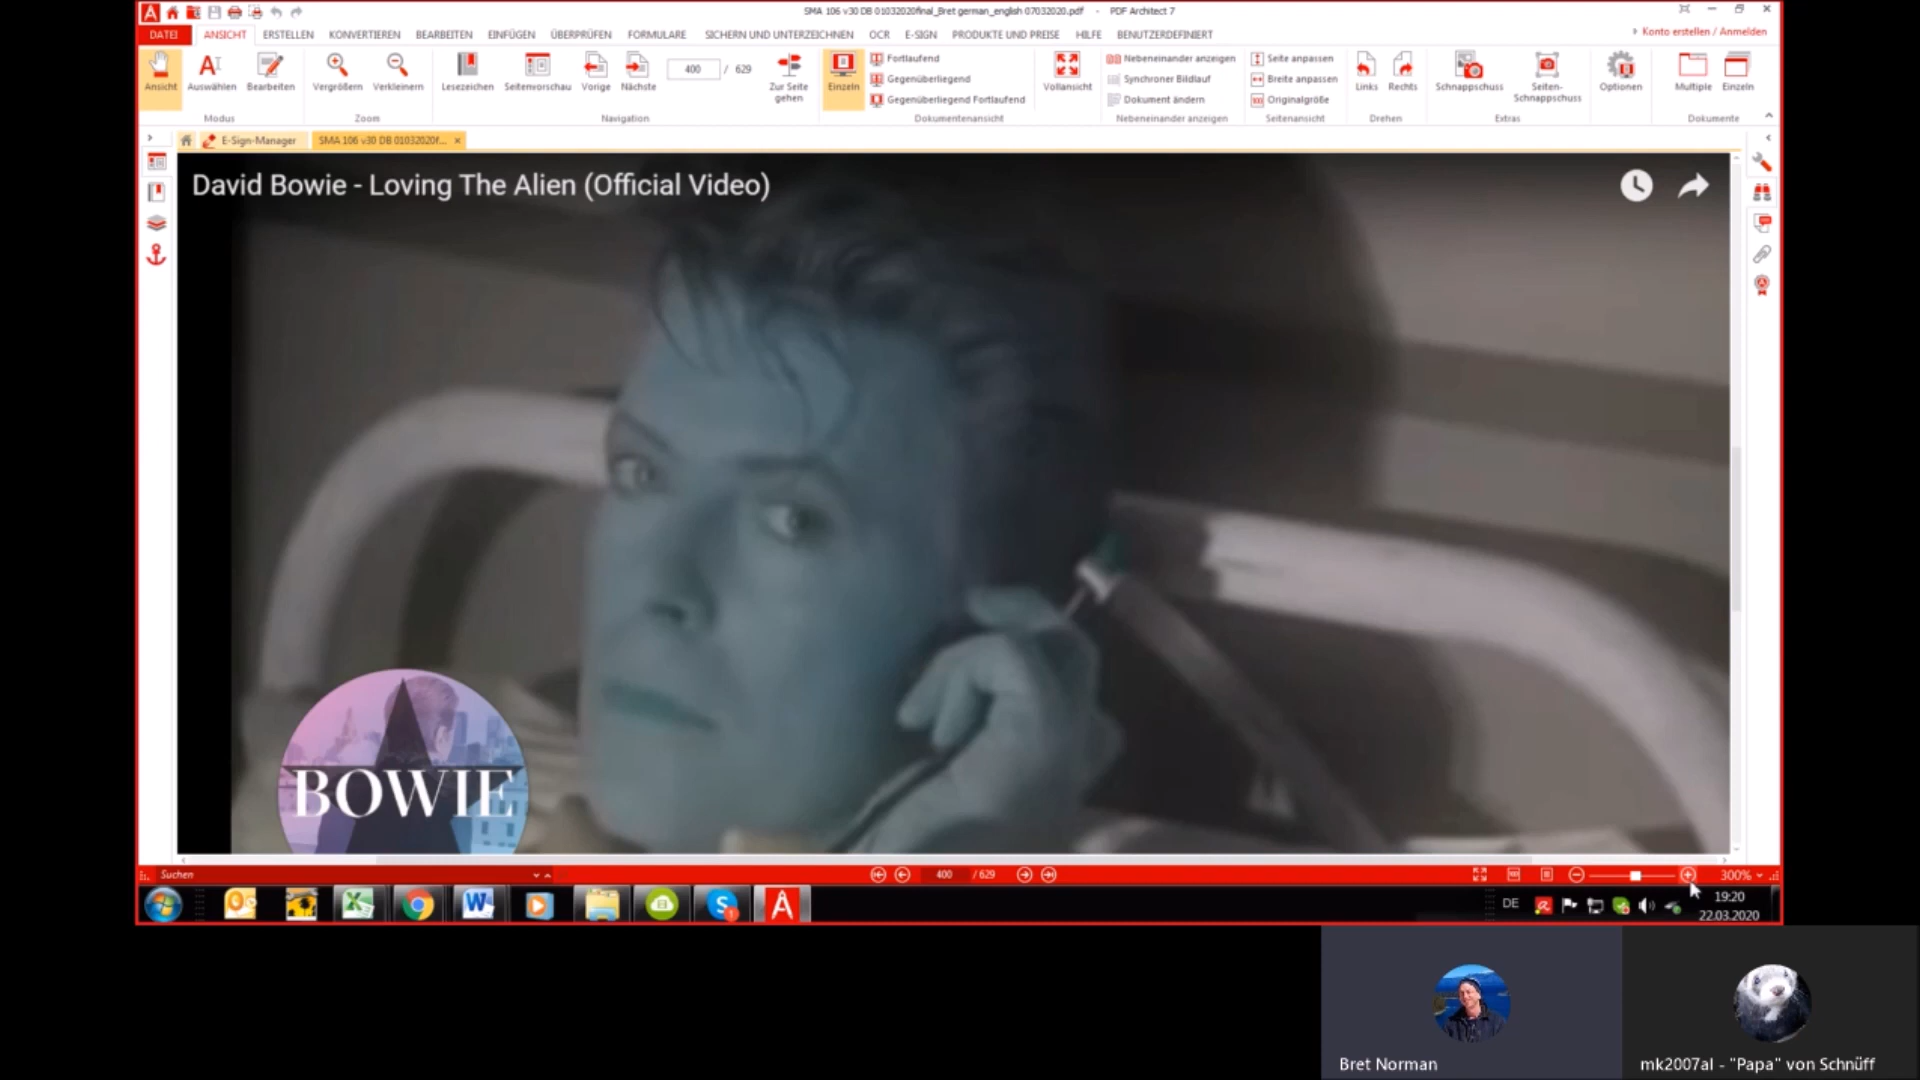 SMA 106 v30 DB 01032020final_Bret german_english 07032020.pdf - PDF Architect 7
DATEI ANSICHT ERSTELLEN KONVERTIEREN BEARBEITEN EINFÜGEN ÜBERPRÜFEN FORMULARE SICHERN UND UNTERZEICHNEN OCR E-SIGN PRODUKTE UND PREISE HILFE BENUTZERDEFINIERT Konto erstellen / Anmelden
Ansicht Auswählen Bearbeiten
Modus
Vergrößern Verkleinern
Zoom
Lesezeichen Seitenvorschau Vorige Nächste 400 / 629 Zur Seite gehen
Navigation
Einzeln Fortlaufend
Gegenüberliegend
Gegenüberliegend Fortlaufend
Dokumentenansicht
Vollansicht
Nebeneinander anzeigen
Synchroner Bildlauf
Dokument ändern
Nebeneinander anzeigen
Seite anpassen
Breite anpassen
Originalgröße
Seitenansicht
Links Rechts
Drehen
Schnappschuss Seiten-
Schnappschuss
Optionen
Extras
Multiple Einzeln
Dokumente
E-Sign-Manager SMA 106 v30 DB 01032020f...
David Bowie - Loving The Alien (Official Video)
BOWIE
Suchen 400 / 629 300%
DE 19:20
22.03.2020
Bret Norman
mk2007al - "Papa" von Schnüff